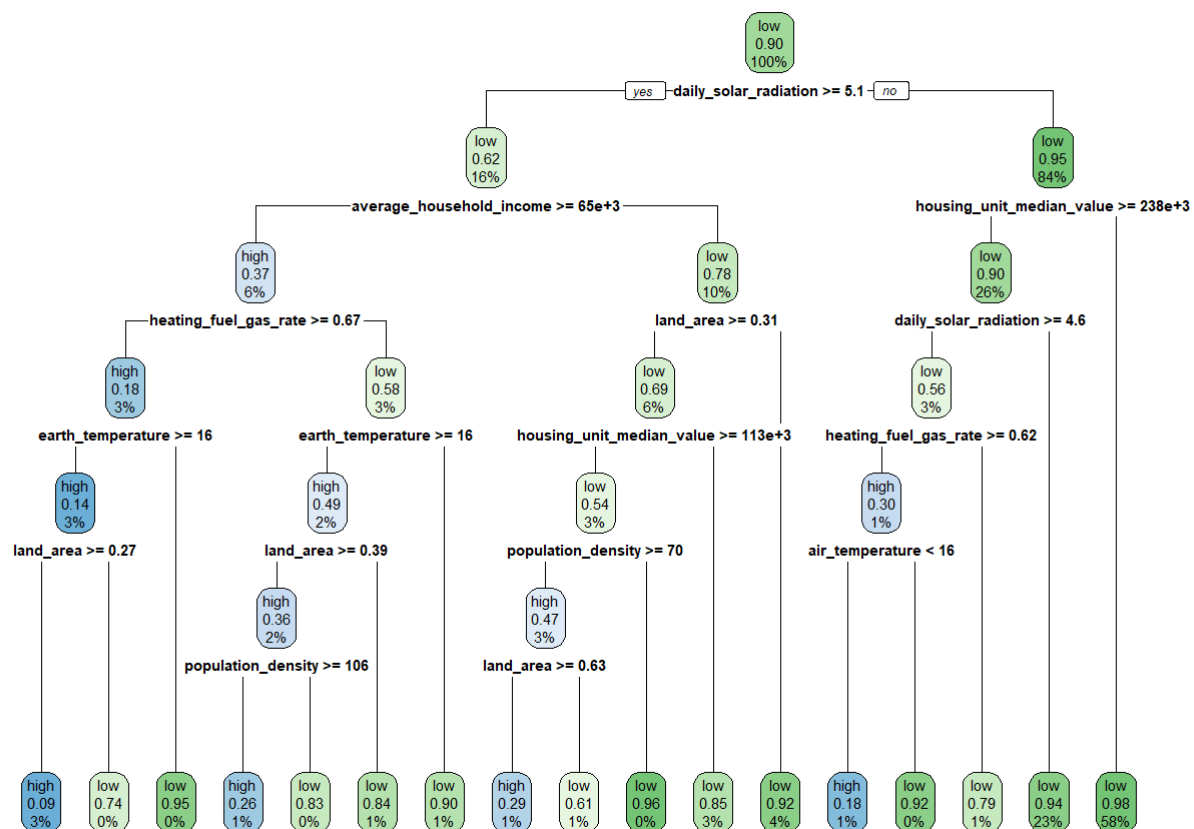 low
0.90
100%
yes daily_solar_radiation >= 5.1 no
low
0.62
16%
low
0.95
84%
average_household_income >= 65e+3
housing_unit_median_value >= 238e+3
high
0.37
6%
low
0.78
10%
low
0.90
26%
heating_fuel_gas_rate >= 0.67
land_area >= 0.31
daily_solar_radiation >= 4.6
high
0.18
3%
low
0.58
3%
low
0.69
6%
low
0.56
3%
earth_temperature >= 16
earth_temperature >= 16
housing_unit_median_value >= 113e+3
heating_fuel_gas_rate >= 0.62
high
0.14
3%
high
0.49
2%
low
0.54
3%
high
0.30
1%
land_area >= 0.27
land_area >= 0.39
population_density >= 70
air_temperature < 16
high
0.36
2%
high
0.47
3%
population_density >= 106
land_area >= 0.63
high
0.09
3%
low
0.74
0%
low
0.95
0%
high
0.26
1%
low
0.83
0%
low
0.84
1%
low
0.90
1%
high
0.29
1%
low
0.61
1%
low
0.96
0%
low
0.85
3%
low
0.92
4%
high
0.18
1%
low
0.92
0%
low
0.79
1%
low
0.94
23%
low
0.98
58%